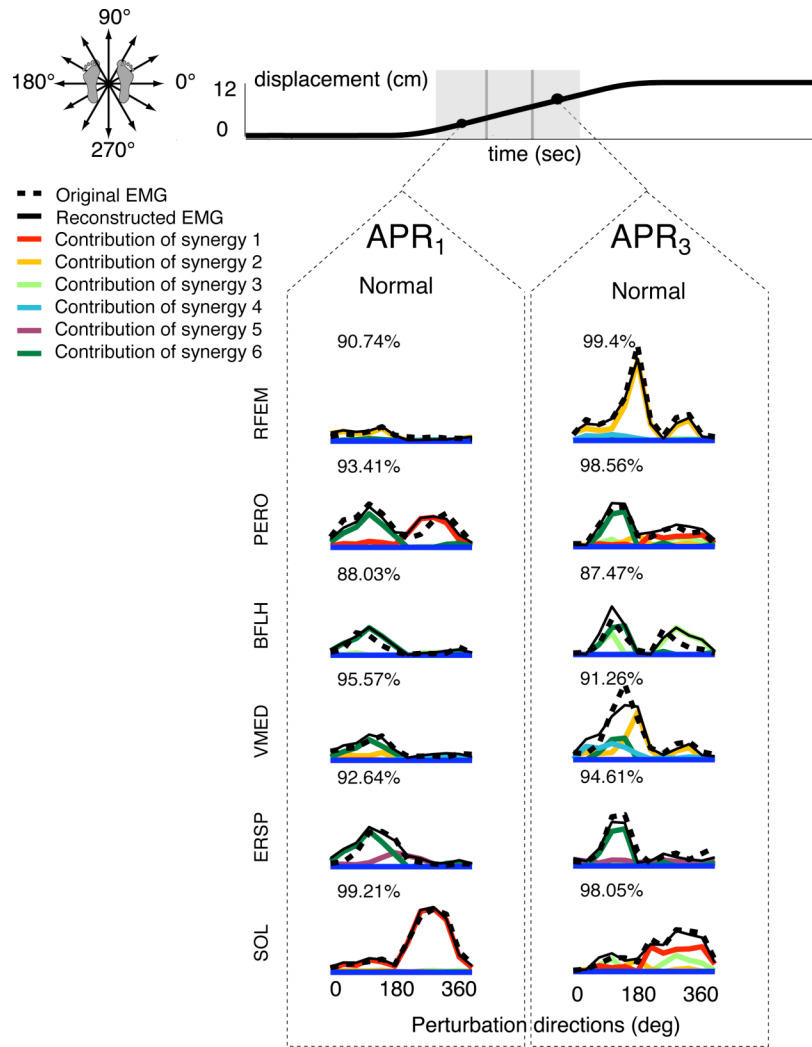 90°
180°
0°
270°
displacement (cm)
12
0
time (sec)
Original EMG
Reconstructed EMG
Contribution of synergy 1
Contribution of synergy 2
Contribution of synergy 3
Contribution of synergy 4
Contribution of synergy 5
Contribution of synergy 6
APR1 APR3
Normal Normal
90.74% 99.4%
RFEM
93.41% 98.56%
PERO
88.03% 87.47%
BFLH
95.57% 91.26%
VMED
92.64% 94.61%
ERSP
99.21% 98.05%
SOL
0 180 360 0 180 360
Perturbation directions (deg)